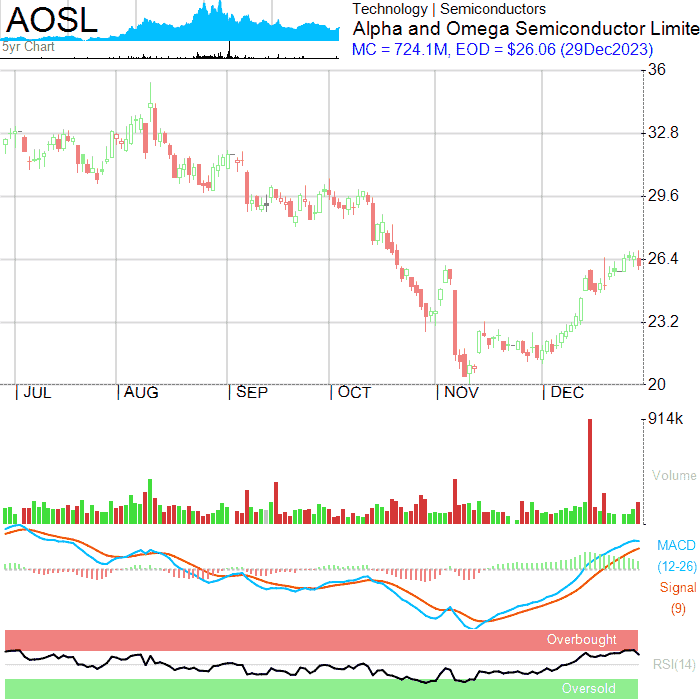 AOSL
5yr Chart
Technology | Semiconductors
Alpha and Omega Semiconductor Limite
MC = 724.1M, EOD = $26.06 (29Dec2023)
36
32.8
29.6
26.4
23.2
20
JUL AUG SEP OCT NOV DEC
914k
Volume
MACD
(12-26)
Signal
(9)
Overbought
RSI(14)
Oversold